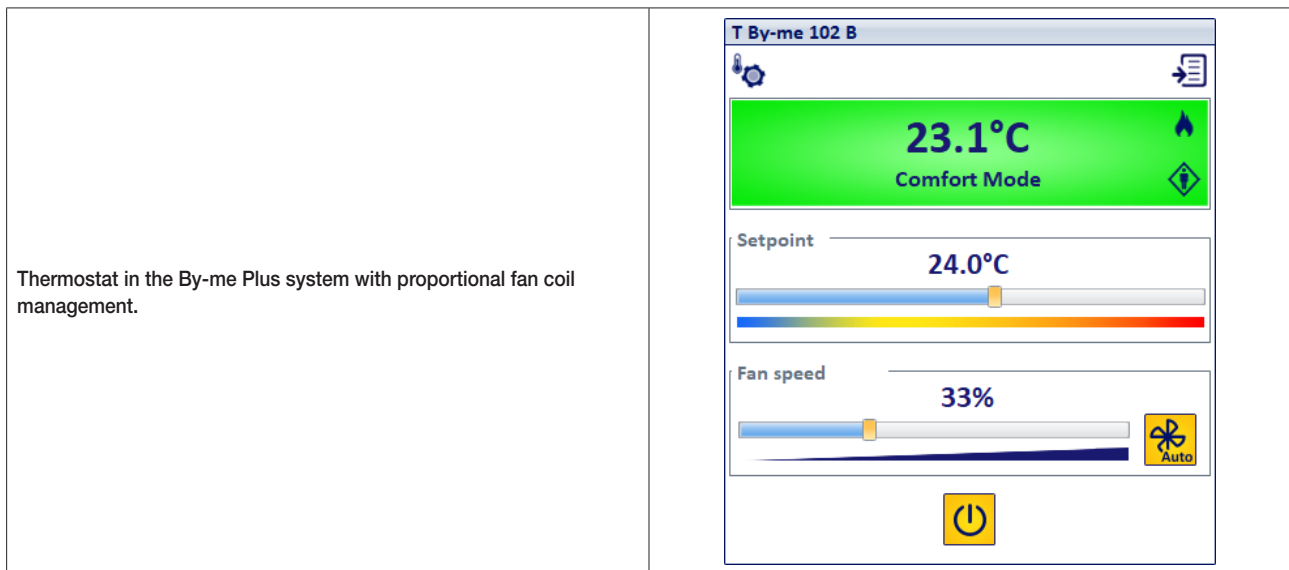 Thermostat in the By-me Plus system with proportional fan coil
management.
T By-me 102 B
23.1°C
Comfort Mode
Setpoint
24.0°C
Fan speed
33%
Auto